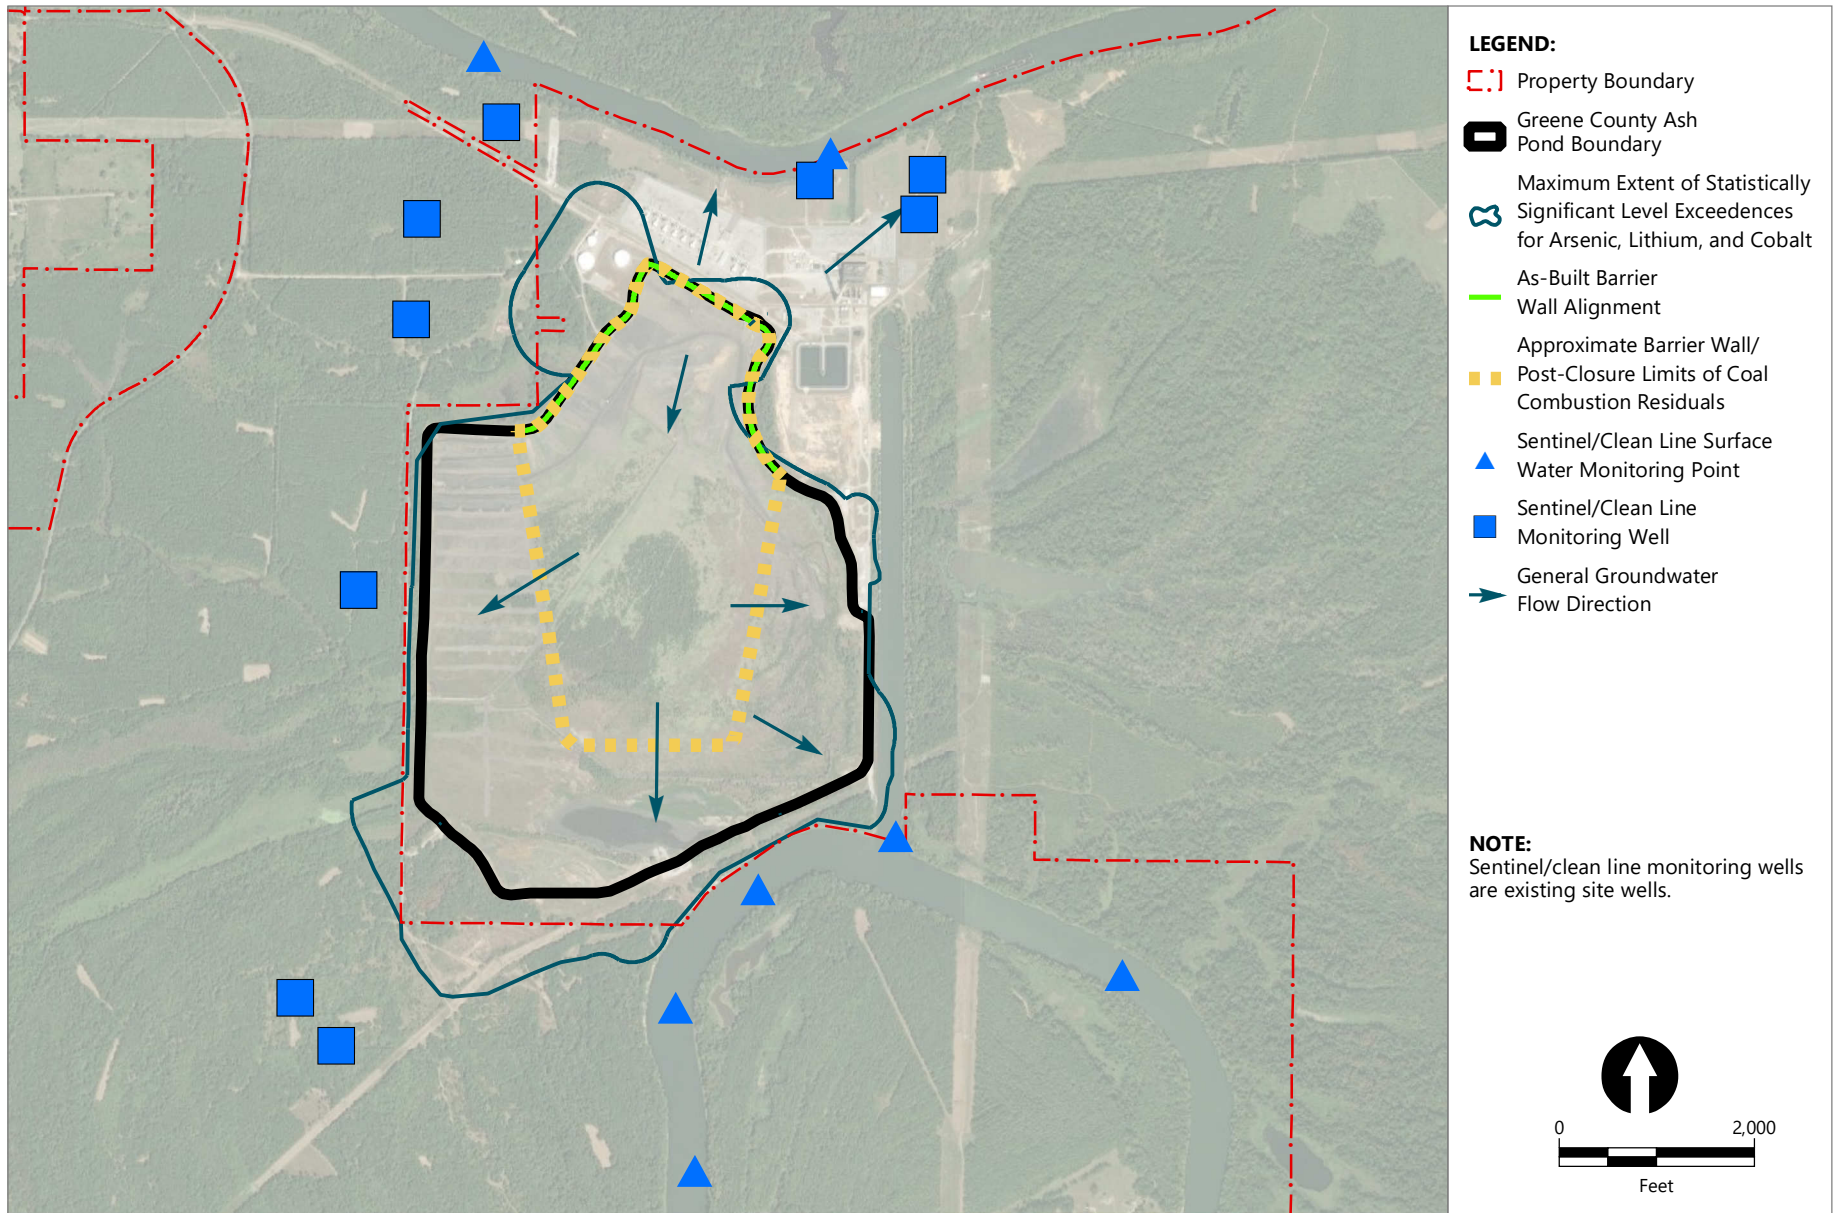 LEGEND:
Property Boundary
Greene County Ash
Pond Boundary
Maximum Extent of Statistically
Significant Level Exceedences
for Arsenic, Lithium, and Cobalt
As-Built Barrier
Wall Alignment
Approximate Barrier Wall/
Post-Closure Limits of Coal
Combustion Residuals
Sentinel/Clean Line Surface
Water Monitoring Point
Sentinel/Clean Line
Monitoring Well
General Groundwater
Flow Direction
NOTE:
Sentinel/clean line monitoring wells
are existing site wells.
0 2,000
Feet